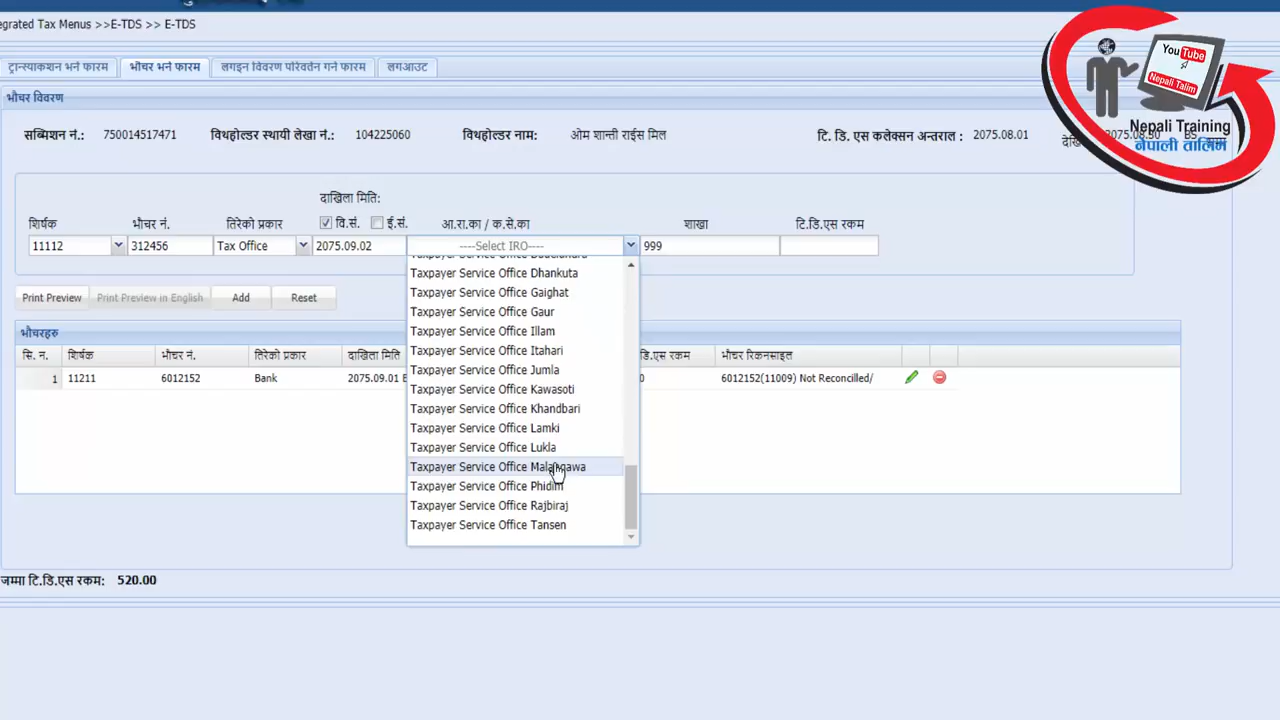 egrated Tax Menus >>E-TDS >> E-TDS
ट्रान्स्याकशन भर्ने फारम भौचर भर्ने फारम लगइन विवरण परिवर्तन गर्ने फारम लगआउट
भौचर विवरण
सब्मिशन नं.: 750014517471 विथहोल्डर स्थायी लेखा नं.: 104225060 विथहोल्डर नाम: ओम शान्ती राईस मिल टि. डि. एस कलेक्सन अन्तराल : 2075.08.01 देखि
You Tube
Nepali Talim
Nepali Training
नेपाली तालिम
दाखिला मिति:
शिर्षक भौचर नं. तिरेको प्रकार वि.सं. ई.सं. आ.रा.का / क.से.का शाखा टि.डि.एस रकम
11112 312456 Tax Office 2075.09.02 ----Select IRO---- 999
Taxpayer Service Office
Taxpayer Service Office Dhankuta
Taxpayer Service Office Gaighat
Taxpayer Service Office Gaur
Taxpayer Service Office Illam
Taxpayer Service Office Itahari
Taxpayer Service Office Jumla
Taxpayer Service Office Kawasoti
Taxpayer Service Office Khandbari
Taxpayer Service Office Lamki
Taxpayer Service Office Lukla
Taxpayer Service Office Malangawa
Taxpayer Service Office Phidim
Taxpayer Service Office Rajbiraj
Taxpayer Service Office Tansen
Print Preview Print Preview in English Add Reset
भौचरहरु
सि. न. शिर्षक भौचर नं. तिरेको प्रकार दाखिला मिति डि.एस रकम भौचर रिकनसाइल
1 11211 6012152 Bank 2075.09.01 0 6012152(11009) Not Reconcilled/
जम्मा टि.डि.एस रकम: 520.00